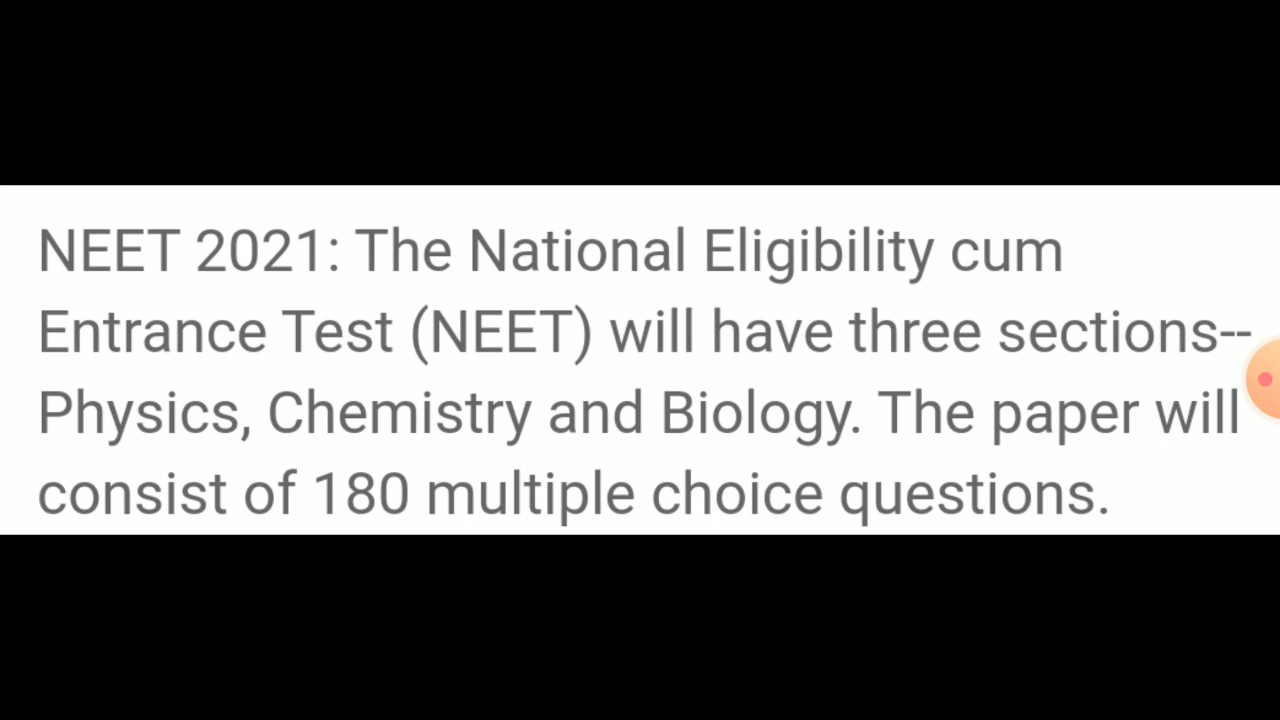 NEET 2021: The National Eligibility cum
Entrance Test (NEET) will have three sections--
Physics, Chemistry and Biology. The paper will
consist of 180 multiple choice questions.